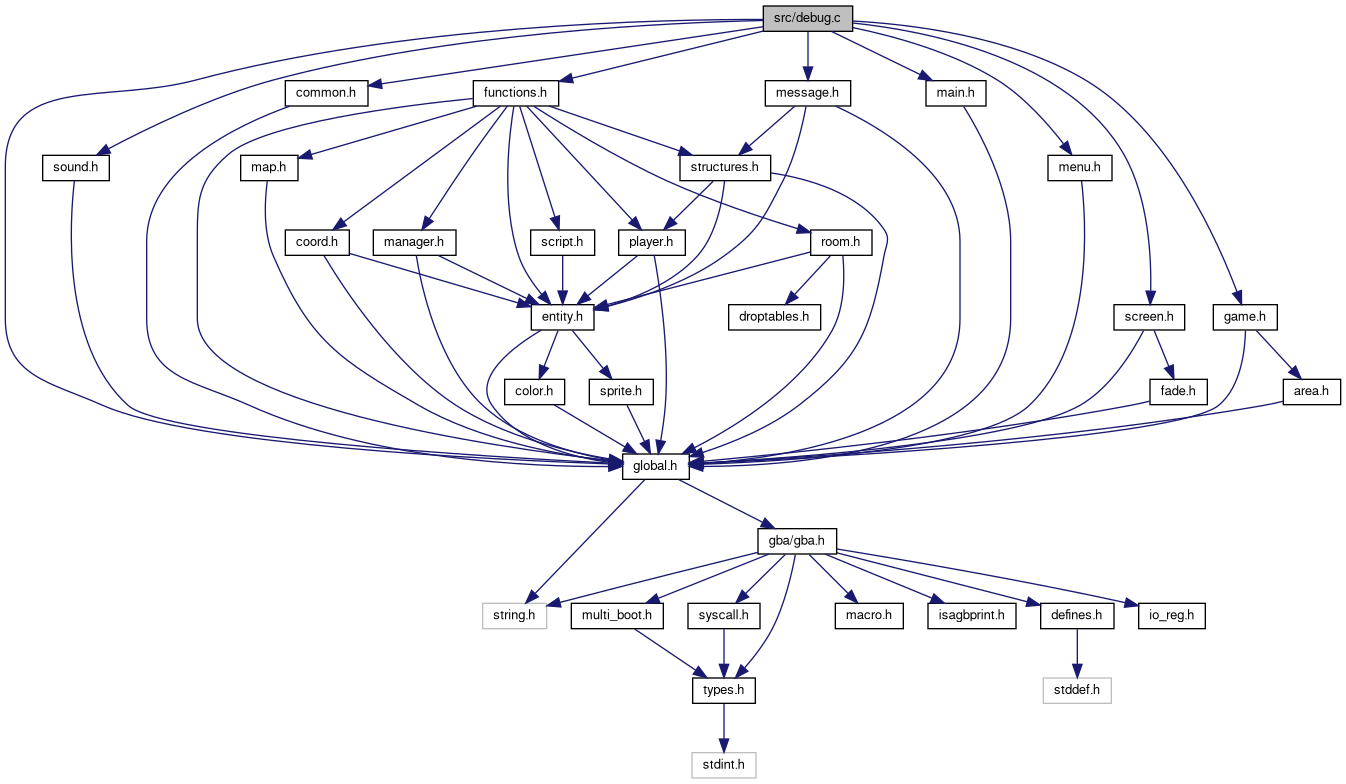 src/debug.c
common.h
functions.h
message.h
main.h
sound.h
map.h
structures.h
menu.h
coord.h
manager.h
script.h
player.h
room.h
entity.h
droptables.h
screen.h
game.h
color.h
sprite.h
fade.h
area.h
global.h
gba/gba.h
string.h
multi_boot.h
syscall.h
macro.h
isagbprint.h
defines.h
io_reg.h
types.h
stddef.h
stdint.h